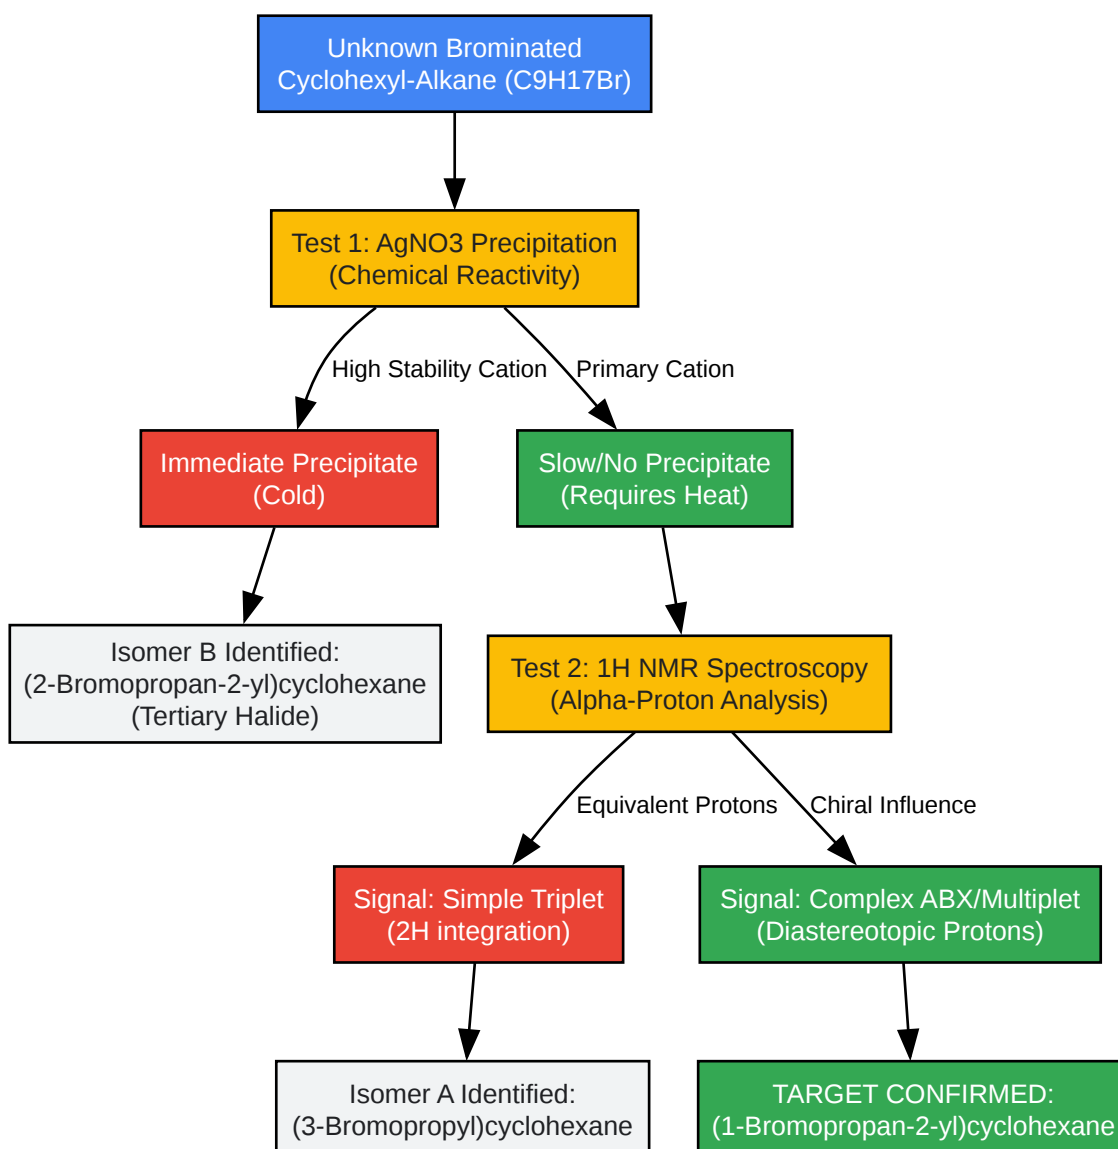 Unknown Brominated
Cyclohexyl-Alkane (C9H17Br)
Test 1: AgNO3 Precipitation
(Chemical Reactivity)
High Stability Cation
Primary Cation
Immediate Precipitate
(Cold)
Slow/No Precipitate
(Requires Heat)
Isomer B Identified:
(2-Bromopropan-2-yl)cyclohexane
(Tertiary Halide)
Test 2: 1H NMR Spectroscopy
(Alpha-Proton Analysis)
Equivalent Protons
Chiral Influence
Signal: Simple Triplet
(2H integration)
Signal: Complex ABX/Multiplet
(Diastereotopic Protons)
Isomer A Identified:
(3-Bromopropyl)cyclohexane
TARGET CONFIRMED:
(1-Bromopropan-2-yl)cyclohexane